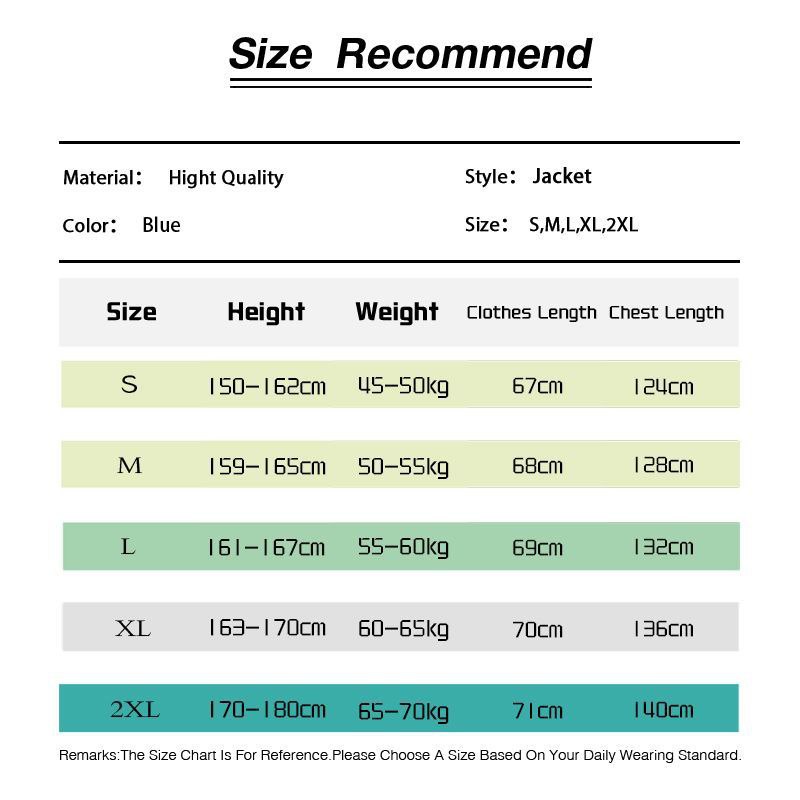 Size Recommend
Material: Hight Quality Style: Jacket
Color: Blue Size: S,M,L,XL,2XL
Size Height Weight Clothes Length Chest Length
S 150-162cm 45-50kg 67cm 124cm
M 159-165cm 50-55kg 68cm 128cm
L 161-167cm 55-60kg 69cm 132cm
XL 163-170cm 60-65kg 70cm 136cm
2XL 170-180cm 65-70kg 71cm 140cm
Remarks:The Size Chart Is For Reference.Please Choose A Size Based On Your Daily Wearing Standard.